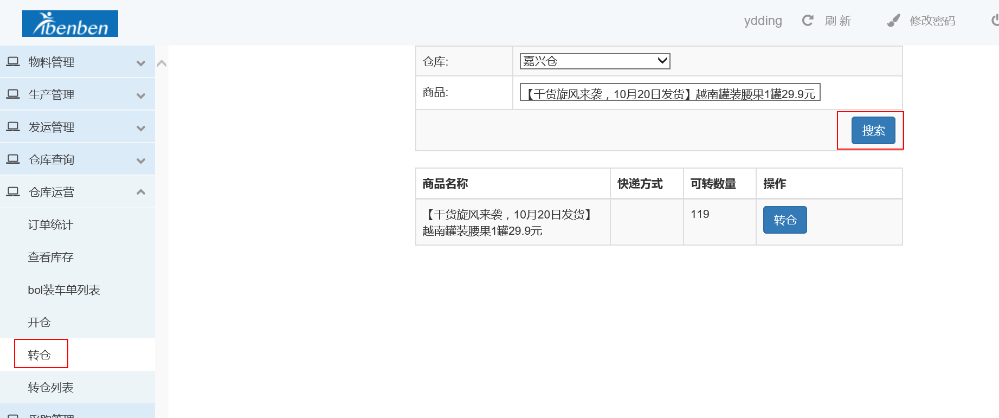 benben
ydding
刷 新
修改密码
物料管理
生产管理
发运管理
仓库查询
仓库运营
订单统计
查看库存
bol装车单列表
开仓
转仓
转仓列表
采购管理
仓库:
嘉兴仓
商品:
【干货旋风来袭，10月20日发货】越南罐装腰果1罐29.9元
搜索
商品名称
快递方式
可转数量
操作
【干货旋风来袭，10月20日发货】
越南罐装腰果1罐29.9元
119
转仓